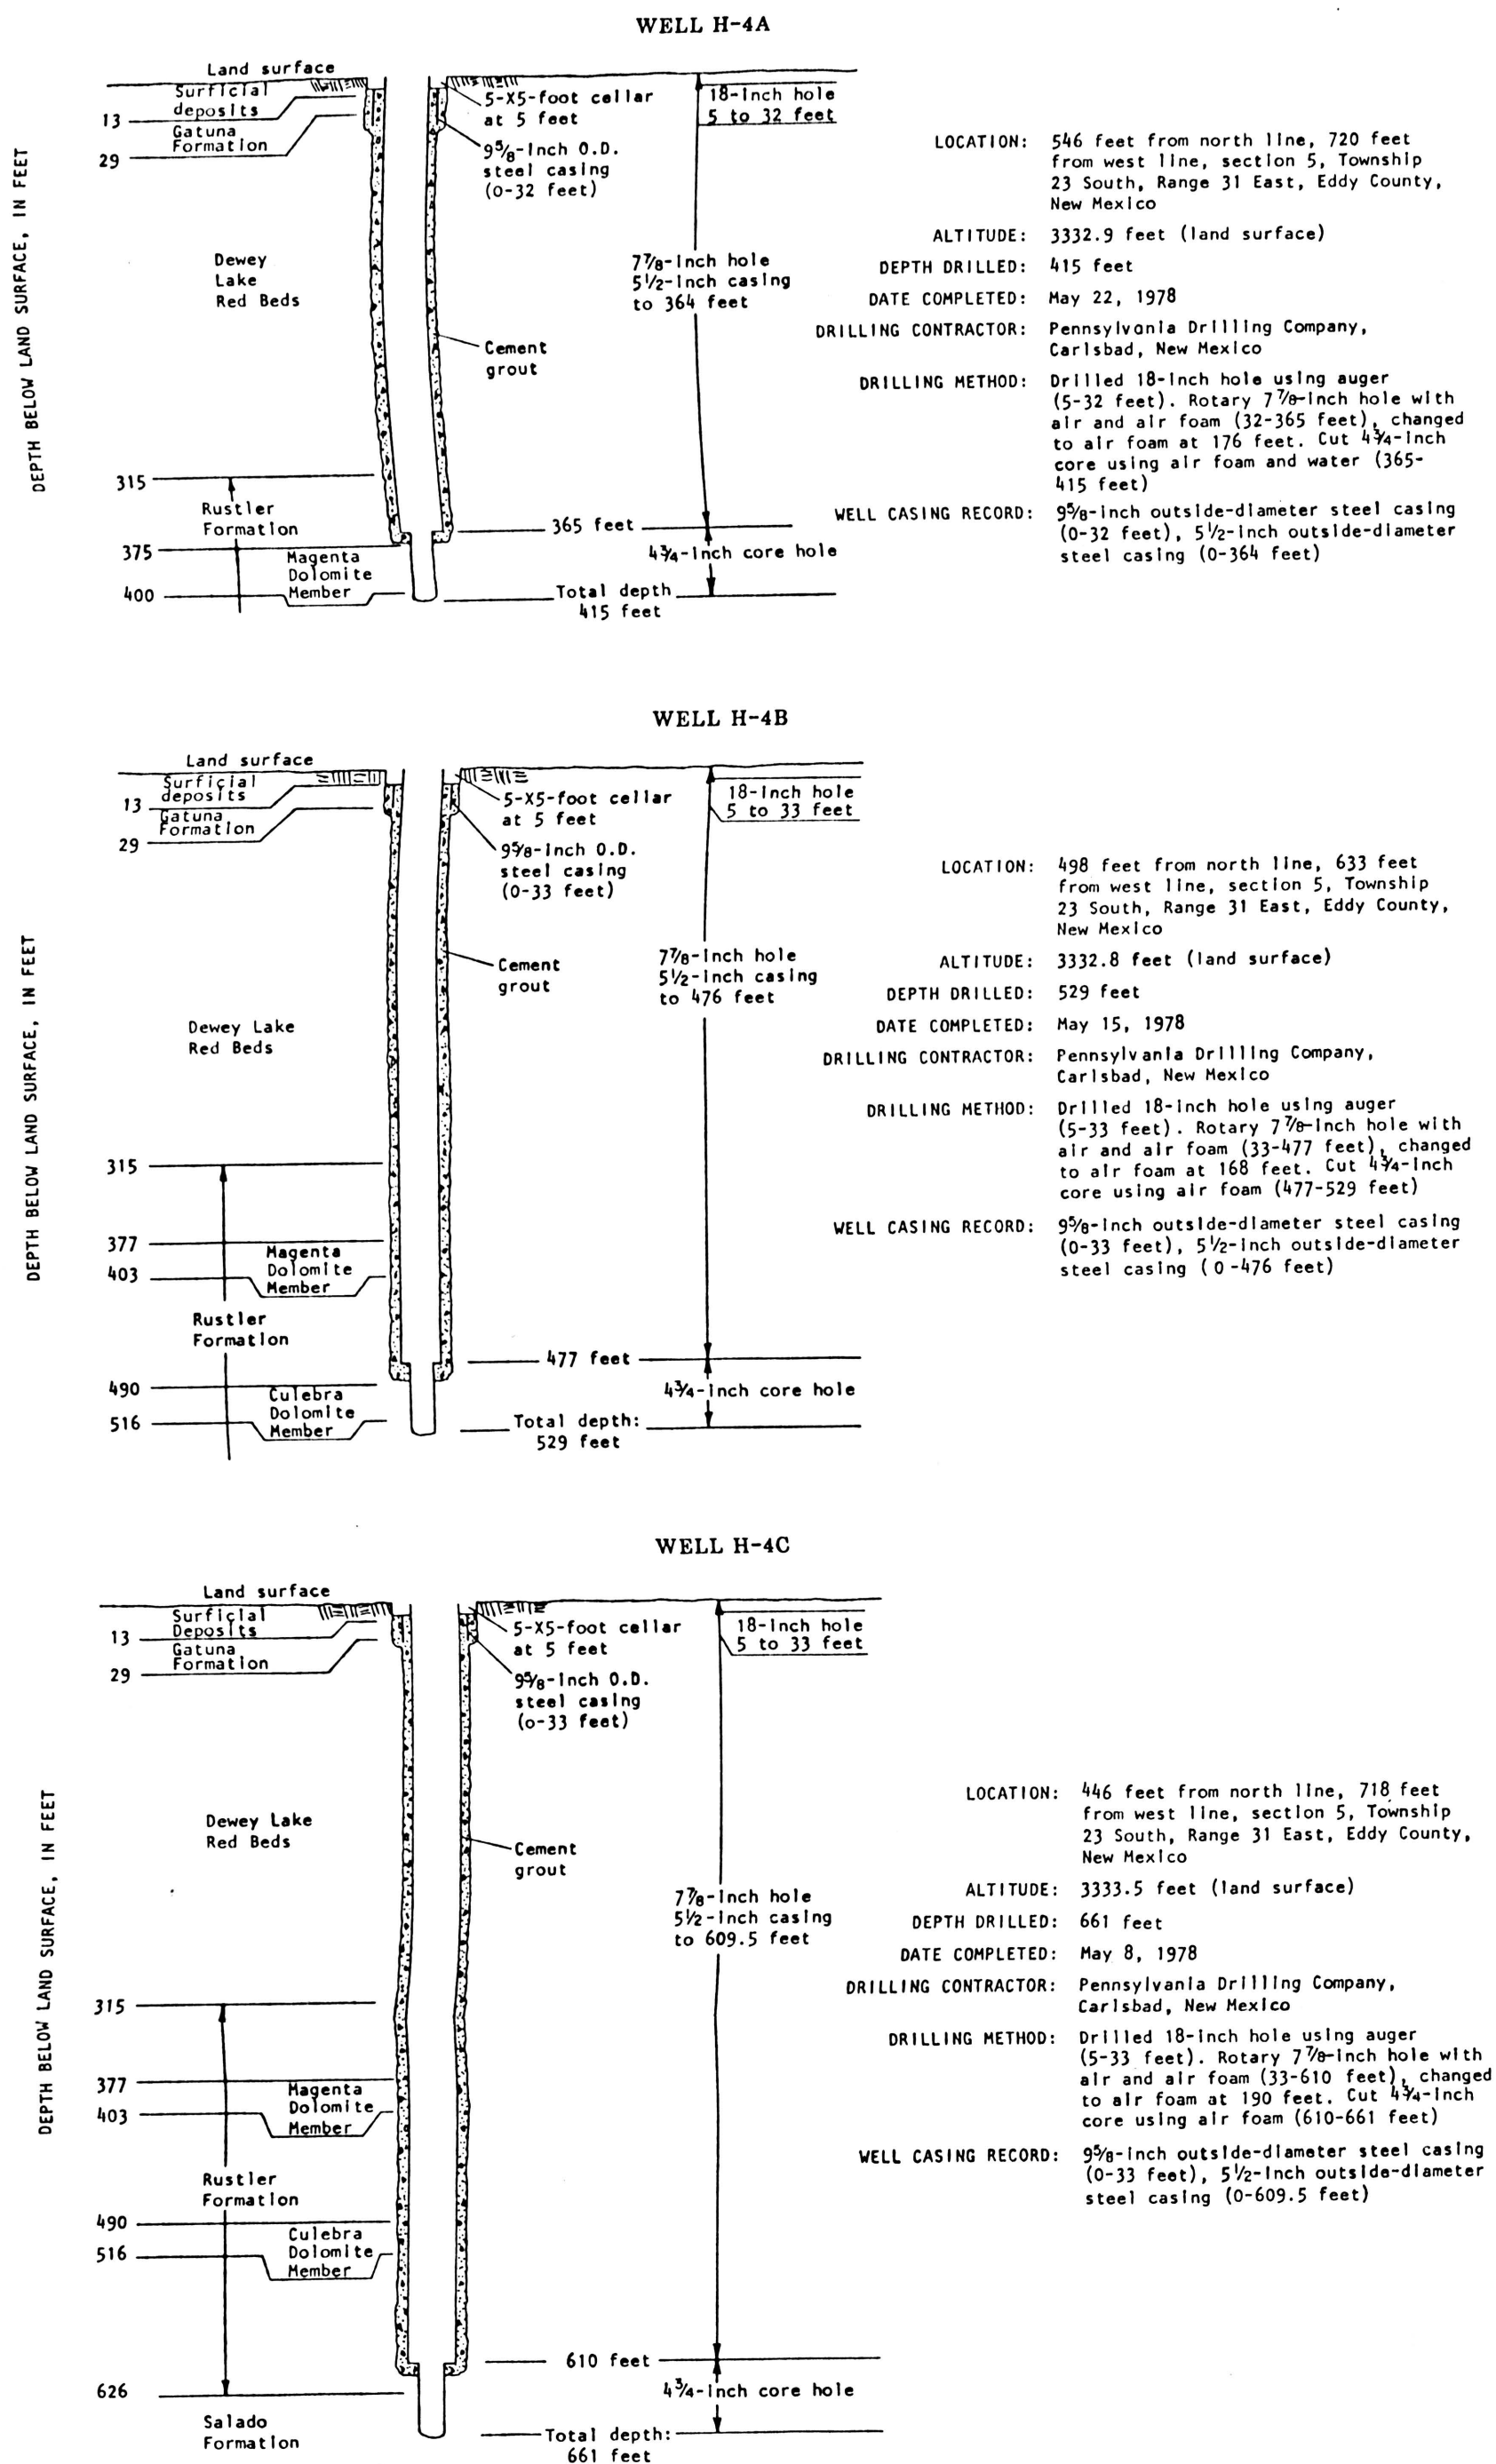 WELL H-4A
Land surface
Surficial
deposits
13
Gatuna
Formation
29
DEPTH BELOW LAND SURFACE, IN FEET
Dewey
Lake
Red Beds
315
Rustler
Formation
375
Magenta
Dolomite
Member
400
5-X5-foot cellar
at 5 feet
9⅝-inch O.D.
steel casing
(0-32 feet)
Cement
grout
18-inch hole
5 to 32 feet
7⅞-inch hole
5½-inch casing
to 364 feet
365 feet
4¾-inch core hole
Total depth
415 feet
LOCATION: 546 feet from north line, 720 feet
from west line, section 5, Township
23 South, Range 31 East, Eddy County,
New Mexico
ALTITUDE: 3332.9 feet (land surface)
DEPTH DRILLED: 415 feet
DATE COMPLETED: May 22, 1978
DRILLING CONTRACTOR: Pennsylvania Drilling Company,
Carlsbad, New Mexico
DRILLING METHOD: Drilled 18-inch hole using auger
(5-32 feet). Rotary 7⅞-inch hole with
air and air foam (32-365 feet), changed
to air foam at 176 feet. Cut 4¾-inch
core using air foam and water (365-
415 feet)
WELL CASING RECORD: 9⅝-inch outside-diameter steel casing
(0-32 feet), 5½-inch outside-diameter
steel casing (0-364 feet)
WELL H-4B
Land surface
Surficial
deposits
13
Gatuna
Formation
29
DEPTH BELOW LAND SURFACE, IN FEET
Dewey Lake
Red Beds
315
377
Magenta
Dolomite
403
Member
Rustler
Formation
490
Culebra
Dolomite
516
Member
5-X5-foot cellar
at 5 feet
9⅝-inch O.D.
steel casing
(0-33 feet)
Cement
grout
18-inch hole
5 to 33 feet
7⅞-inch hole
5½-inch casing
to 476 feet
477 feet
4¾-inch core hole
Total depth:
529 feet
LOCATION: 498 feet from north line, 633 feet
from west line, section 5, Township
23 South, Range 31 East, Eddy County,
New Mexico
ALTITUDE: 3332.8 feet (land surface)
DEPTH DRILLED: 529 feet
DATE COMPLETED: May 15, 1978
DRILLING CONTRACTOR: Pennsylvania Drilling Company,
Carlsbad, New Mexico
DRILLING METHOD: Drilled 18-inch hole using auger
(5-33 feet). Rotary 7⅞-inch hole with
air and air foam (33-477 feet), changed
to air foam at 168 feet. Cut 4¾-inch
core using air foam (477-529 feet)
WELL CASING RECORD: 9⅝-inch outside-diameter steel casing
(0-33 feet), 5½-inch outside-diameter
steel casing (0-476 feet)
WELL H-4C
Land surface
Surficial
Deposits
13
Gatuna
Formation
29
DEPTH BELOW LAND SURFACE, IN FEET
Dewey Lake
Red Beds
315
377
Magenta
Dolomite
403
Member
Rustler
Formation
490
Culebra
Dolomite
516
Member
626
Salado
Formation
5-X5-foot cellar
at 5 feet
9⅝-inch O.D.
steel casing
(o-33 feet)
Cement
grout
18-inch hole
5 to 33 feet
7⅞-inch hole
5½-inch casing
to 609.5 feet
610 feet
4¾-inch core hole
Total depth:
661 feet
LOCATION: 446 feet from north line, 718 feet
from west line, section 5, Township
23 South, Range 31 East, Eddy County,
New Mexico
ALTITUDE: 3333.5 feet (land surface)
DEPTH DRILLED: 661 feet
DATE COMPLETED: May 8, 1978
DRILLING CONTRACTOR: Pennsylvania Drilling Company,
Carlsbad, New Mexico
DRILLING METHOD: Drilled 18-inch hole using auger
(5-33 feet). Rotary 7⅞-inch hole with
air and air foam (33-610 feet), changed
to air foam at 190 feet. Cut 4¾-inch
core using air foam (610-661 feet)
WELL CASING RECORD: 9⅝-inch outside-diameter steel casing
(0-33 feet), 5½-inch outside-diameter
steel casing (0-609.5 feet)